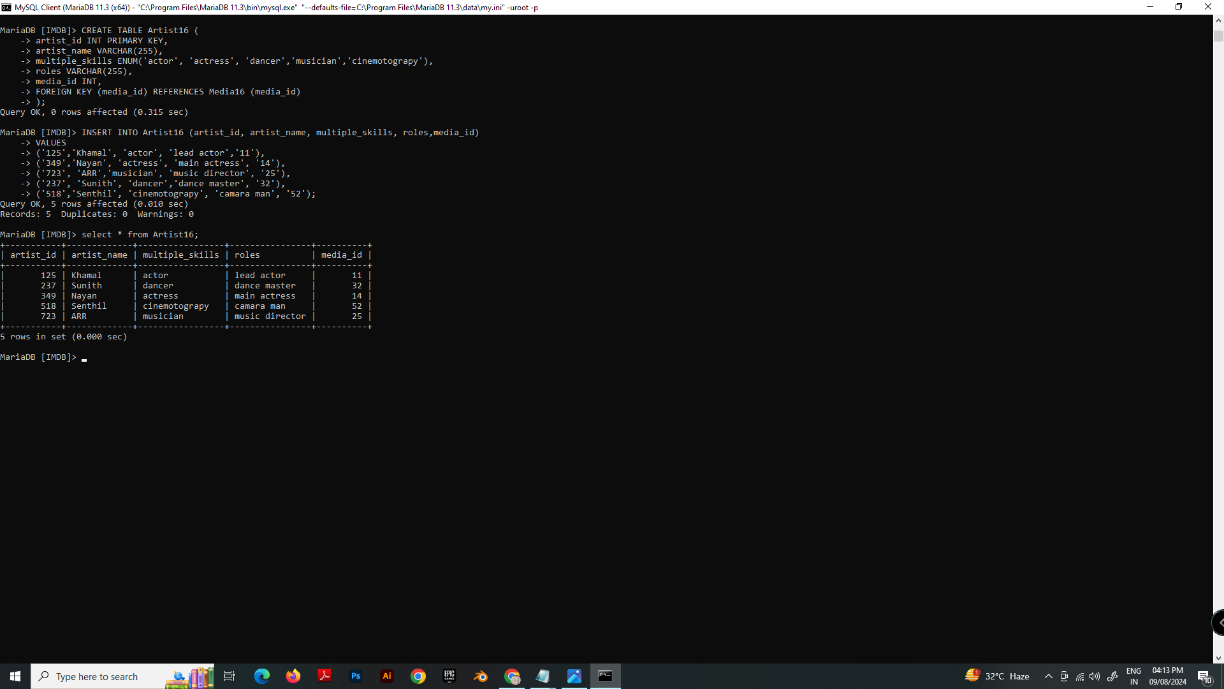 MySQL Client (MariaDB 11.3 (x64)) - "C:\Program Files\MariaDB 11.3\bin\mysql.exe" "--defaults-file=C:\Program Files\MariaDB 11.3\data\my.ini" -uroot -p
MariaDB [IMDB]> CREATE TABLE Artist16 (
    -> artist_id INT PRIMARY KEY,
    -> artist_name VARCHAR(255),
    -> multiple_skills ENUM('actor', 'actress', 'dancer','musician','cinemotograpy'),
    -> roles VARCHAR(255),
    -> media_id INT,
    -> FOREIGN KEY (media_id) REFERENCES Media16 (media_id)
    -> );
Query OK, 0 rows affected (0.315 sec)
MariaDB [IMDB]> INSERT INTO Artist16 (artist_id, artist_name, multiple_skills, roles,media_id)
    -> VALUES
    -> ('125','Khamal', 'actor', 'lead actor','11'),
    -> ('349','Nayan', 'actress', 'main actress', '14'),
    -> ('723', 'ARR','musician', 'music director', '25'),
    -> ('237', 'Sunith', 'dancer','dance master', '32'),
    -> ('518','Senthil', 'cinemotograpy', 'camara man', '52');
Query OK, 5 rows affected (0.010 sec)
Records: 5  Duplicates: 0  Warnings: 0
MariaDB [IMDB]> select * from Artist16;
+-----------+-------------+-----------------+----------------+----------+
| artist_id | artist_name | multiple_skills | roles          | media_id |
+-----------+-------------+-----------------+----------------+----------+
|       125 | Khamal      | actor           | lead actor     |       11 |
|       237 | Sunith      | dancer          | dance master   |       32 |
|       349 | Nayan       | actress         | main actress   |       14 |
|       518 | Senthil     | cinemotograpy   | camara man     |       52 |
|       723 | ARR         | musician        | music director |       25 |
+-----------+-------------+-----------------+----------------+----------+
5 rows in set (0.000 sec)
MariaDB [IMDB]> _
Type here to search
Ps
Ai
EPIC GAMES
32°C Haze
ENG
IN
04:13 PM
09/08/2024
10